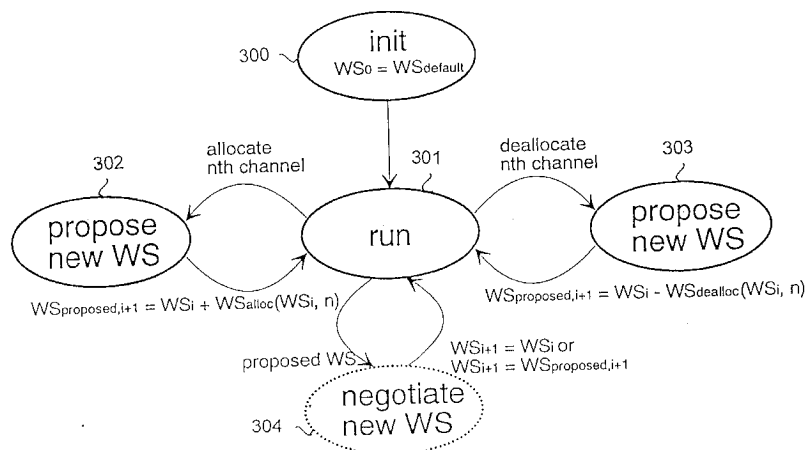 300
init
WS0 = WSdefault
302
allocate
nth channel
301
deallocate
nth channel
303
propose
new WS
run
propose
new WS
WSproposed,i+1 = WSi + WSalloc(WSi, n)
WSproposed,i+1 = WSi - WSdealloc(WSi, n)
proposed WS
WSi+1 = WSi or
WSi+1 = WSproposed,i+1
304
negotiate
new WS